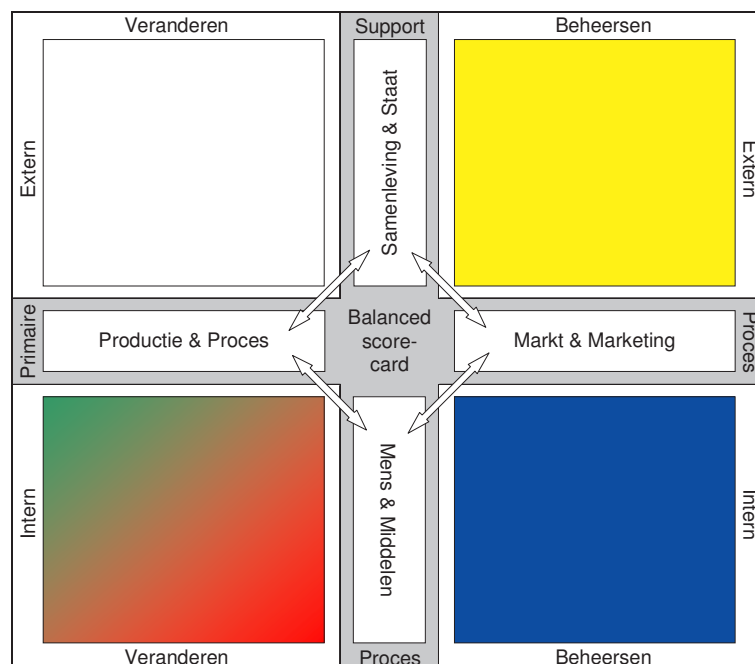 Veranderen
Support
Beheersen
Extern
Samenleving & Staat
Extern
Primaire
Productie & Proces
Balanced
score-
card
Markt & Marketing
Proces
Intern
Mens & Middelen
Intern
Veranderen
Proces
Beheersen